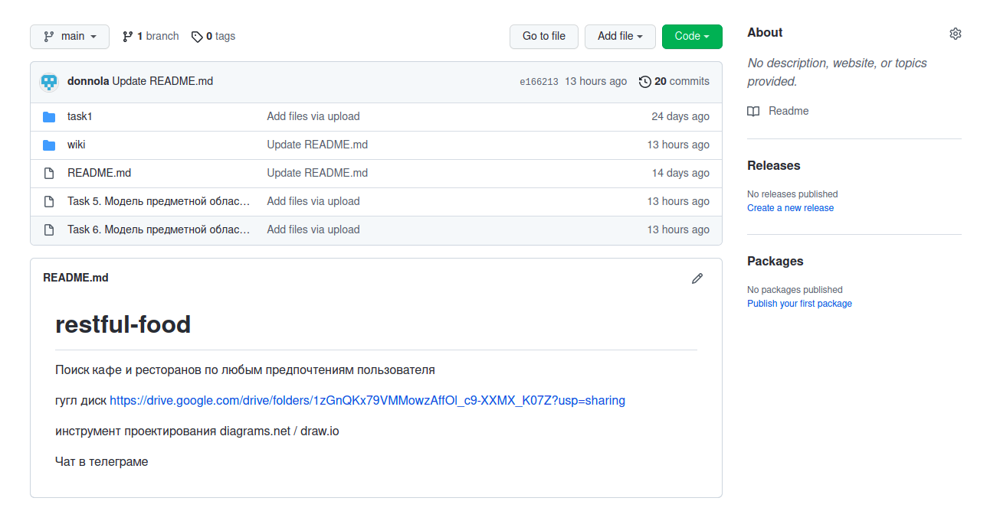 main 1 branch 0 tags Go to file Add file Code
donnola Update README.md e166213 13 hours ago 20 commits
task1 Add files via upload 24 days ago
wiki Update README.md 13 hours ago
README.md Update README.md 14 days ago
Task 5. Модель предметной облас… Add files via upload 13 hours ago
Task 6. Модель предметной облас… Add files via upload 13 hours ago
README.md
restful-food
Поиск кафе и ресторанов по любым предпочтениям пользователя
гугл диск https://drive.google.com/drive/folders/1zGnQKx79VMMowzAffOl_c9-XXMX_K07Z?usp=sharing
инструмент проектирования diagrams.net / draw.io
Чат в телеграме
About
No description, website, or topics
provided.
Readme
Releases
No releases published
Create a new release
Packages
No packages published
Publish your first package